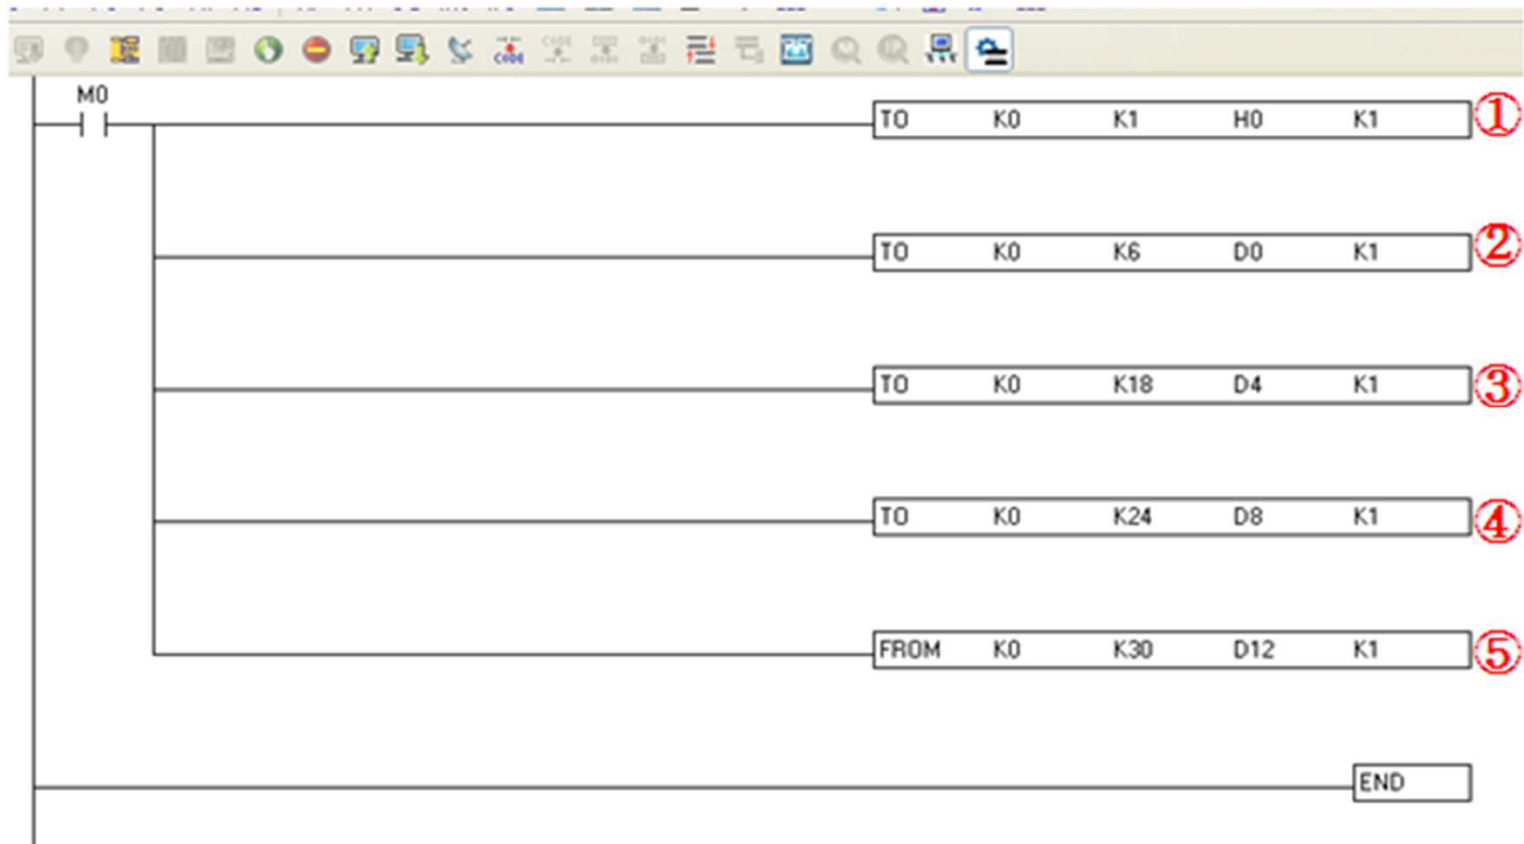 CODE
M0
TO K0 K1 H0 K1 ①
TO K0 K6 D0 K1 ②
TO K0 K18 D4 K1 ③
TO K0 K24 D8 K1 ④
FROM K0 K30 D12 K1 ⑤
END